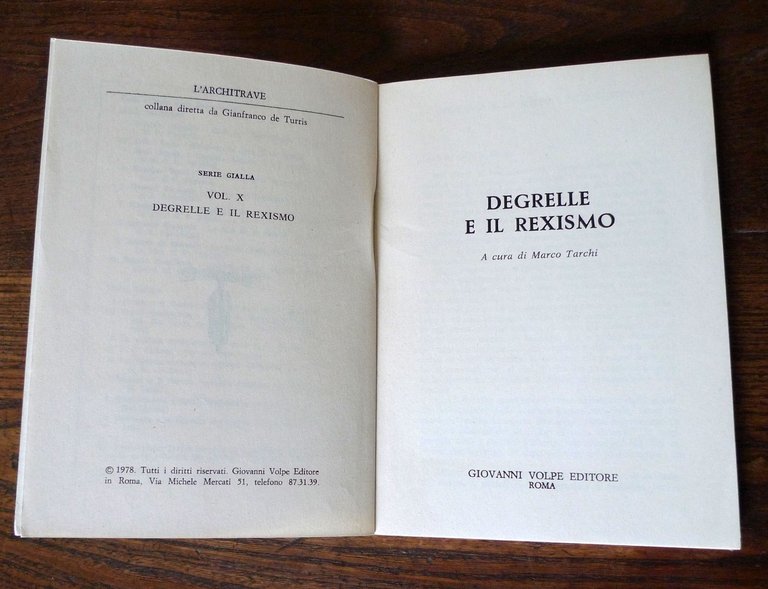 L'ARCHITRAVE
collana diretta da Gianfranco de Turris
SERIE GIALLA
VOL. X
DEGRELLE E IL REXISMO
© 1978. Tutti i diritti riservati. Giovanni Volpe Editore
in Roma, Via Michele Mercati 51, telefono 87.31.39.
DEGRELLE
E IL REXISMO
A cura di Marco Tarchi
GIOVANNI VOLPE EDITORE
ROMA